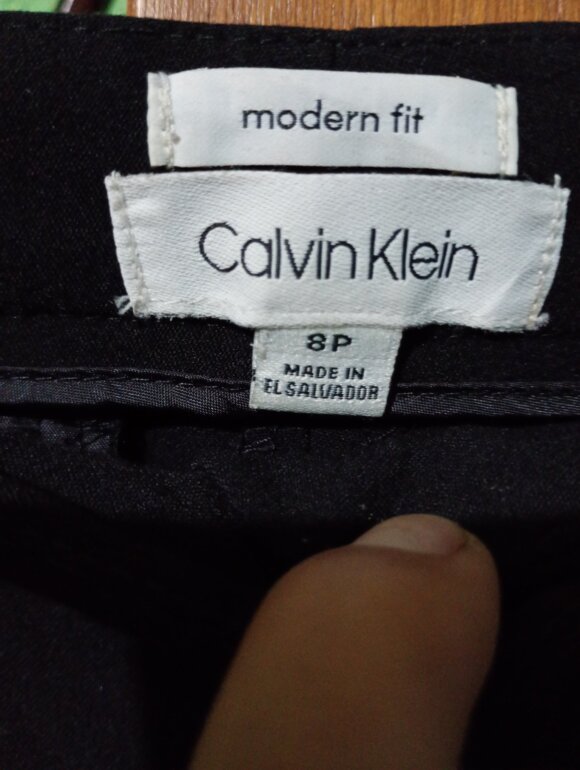 modern fit
Calvin Klein
8P
MADE IN
EL SALVADOR